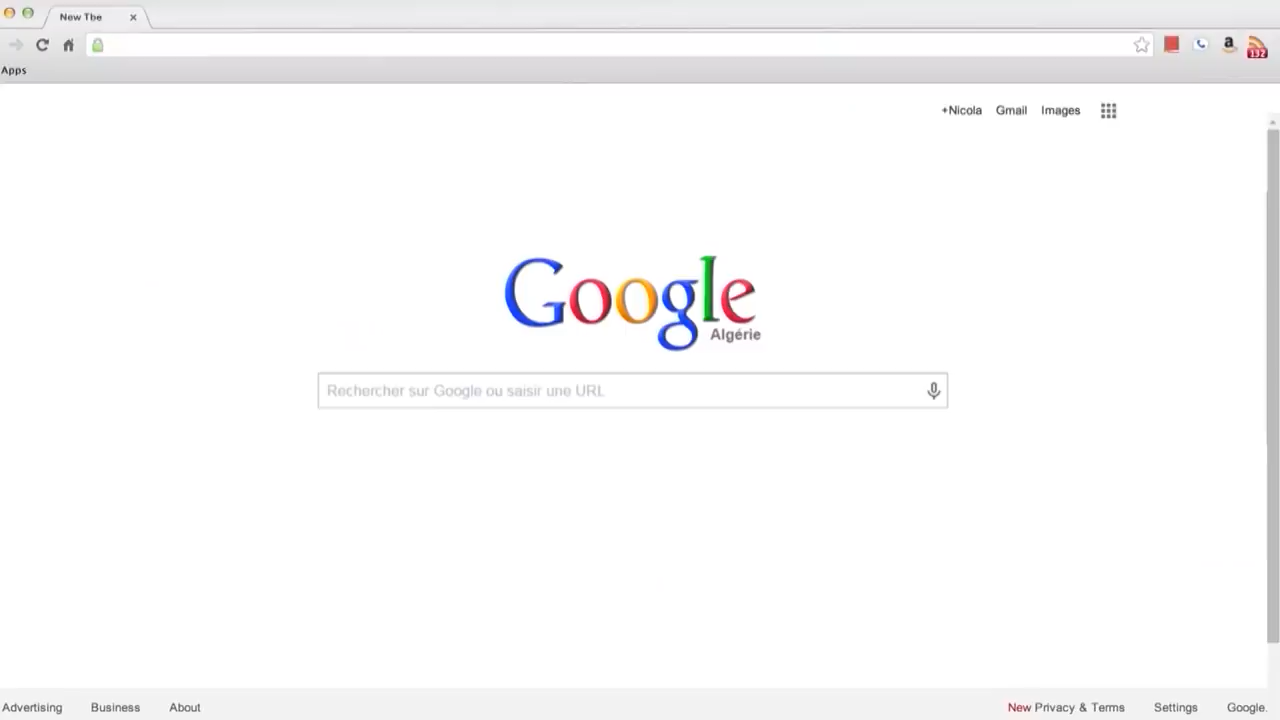 New Tbe
a
132
Apps
+Nicola Gmail Images
Google
Algérie
Rechercher sur Google ou saisir une URL
Advertising Business About New Privacy & Terms Settings Google.